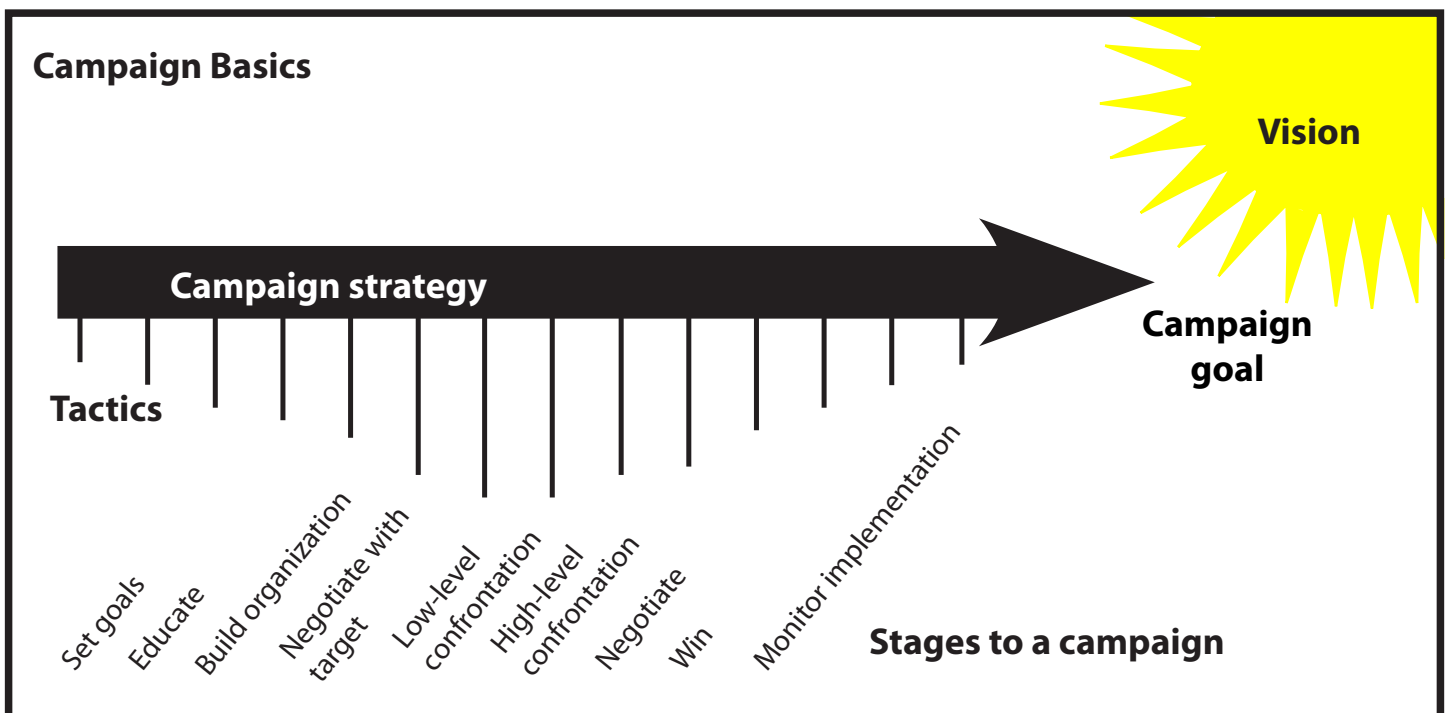 Campaign Basics
Vision
Campaign strategy
Campaign
goal
Tactics
Set goals
Educate
Build organization
Negotiate with
target
Low-level
confrontation
High-level
confrontation
Negotiate
Win
Monitor implementation
Stages to a campaign